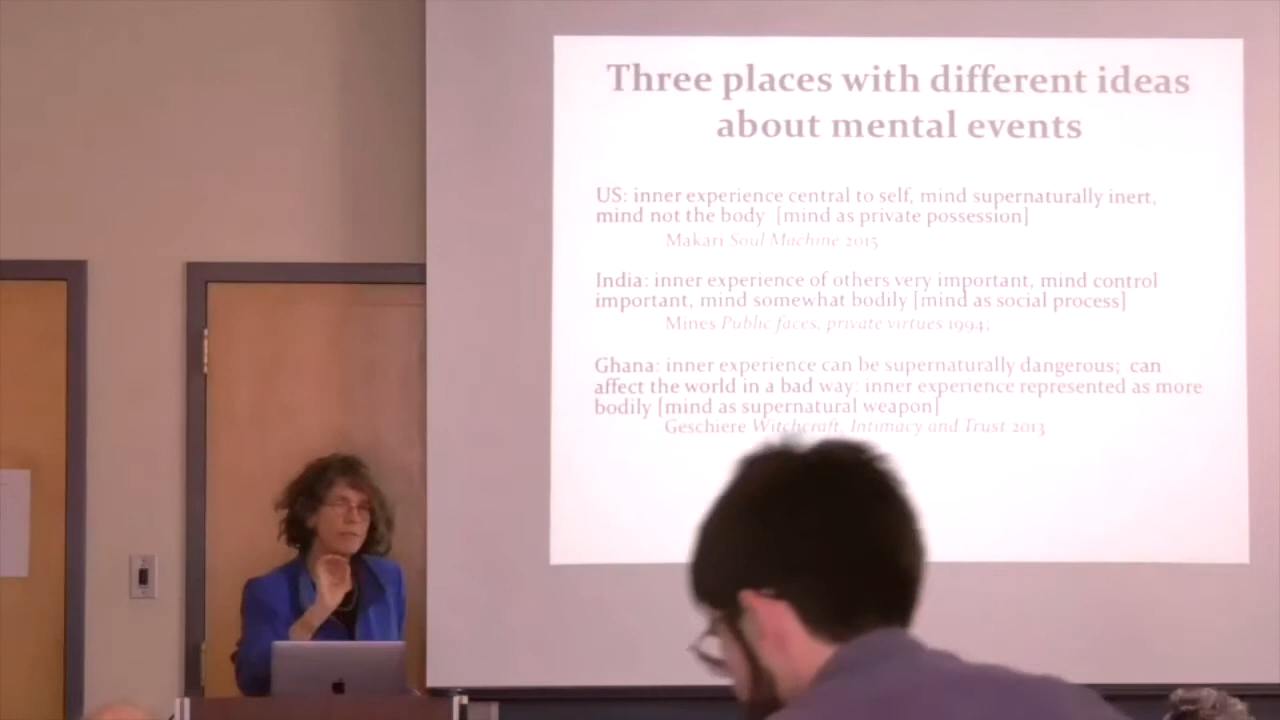 Three places with different ideas
about mental events
US: inner experience central to self, mind supernaturally inert,
mind not the body [mind as private possession]
Makari Soul Machine 2015
India: inner experience of others very important, mind control
important, mind somewhat bodily [mind as social process]
Mines Public faces, private virtues 1994;
Ghana: inner experience can be supernaturally dangerous; can
affect the world in a bad way: inner experience represented as more
bodily [mind as supernatural weapon]
Geschiere Witchcraft, Intimacy and Trust 2013